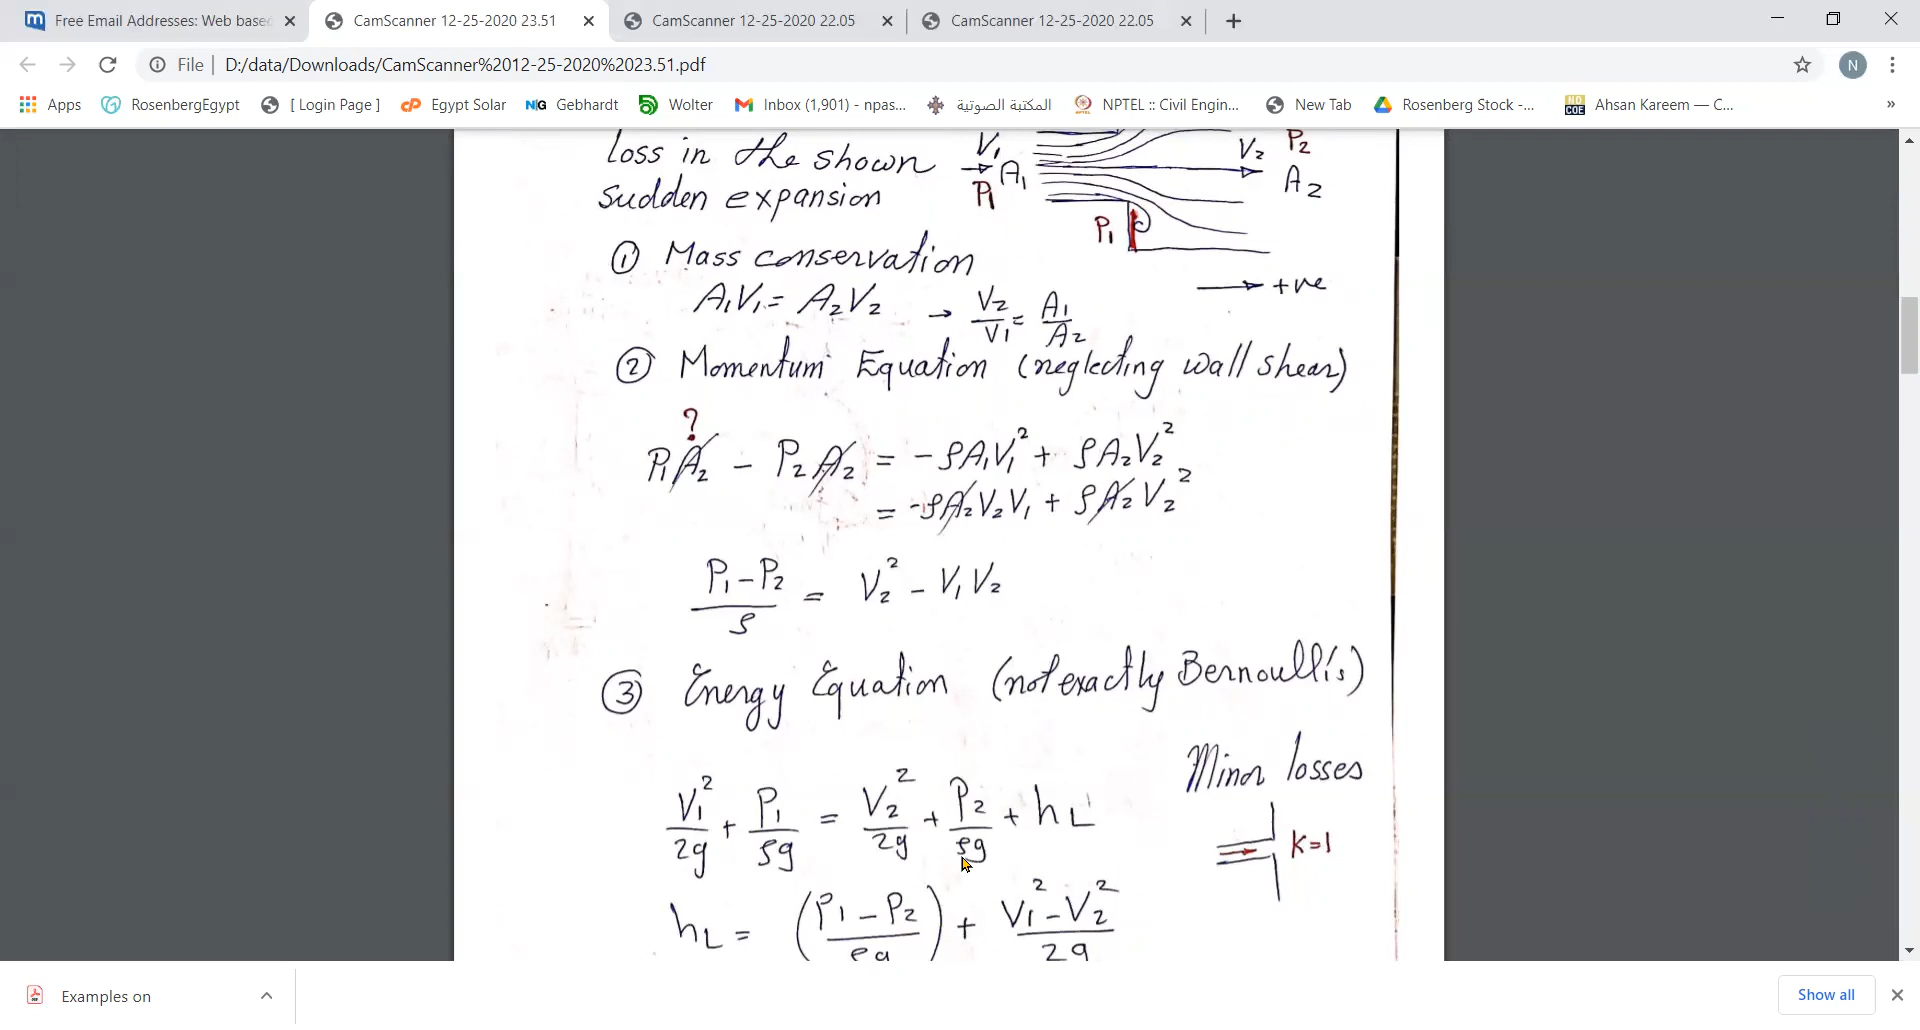 Free Email Addresses: Web base
CamScanner 12-25-2020 23.51
CamScanner 12-25-2020 22.05
CamScanner 12-25-2020 22.05
File
D:/data/Downloads/CamScanner%2012-25-2020%2023.51.pdf
N
Apps
RosenbergEgypt
[ Login Page ]
Egypt Solar
Gebhardt
Wolter
Inbox (1,901) - npas...
المكتبة الصوتية
NPTEL :: Civil Engin...
New Tab
Rosenberg Stock -...
Ahsan Kareem — C...
»
loss in the shown
sudden expansion
V₁ A₁ P₁
V₂ P₂ A₂
P₁
→ +ve
① Mass conservation
A₁V₁ = A₂V₂ → V₂/V₁ = A₁/A₂
② Momentum Equation (neglecting wall shear)
?
P₁A₂ - P₂A₂ = -ρA₁V₁² + ρA₂V₂²
= -ρA₂V₂V₁ + ρA₂V₂²
(P₁-P₂)/ρ = V₂² - V₁V₂
③ Energy Equation (not exactly Bernoulli's)
Minor losses
V₁²/2g + P₁/ρg = V₂²/2g + P₂/ρg + hL
K=1
hL = ((P₁-P₂)/ρg) + (V₁²-V₂²)/2g
Examples on
Show all